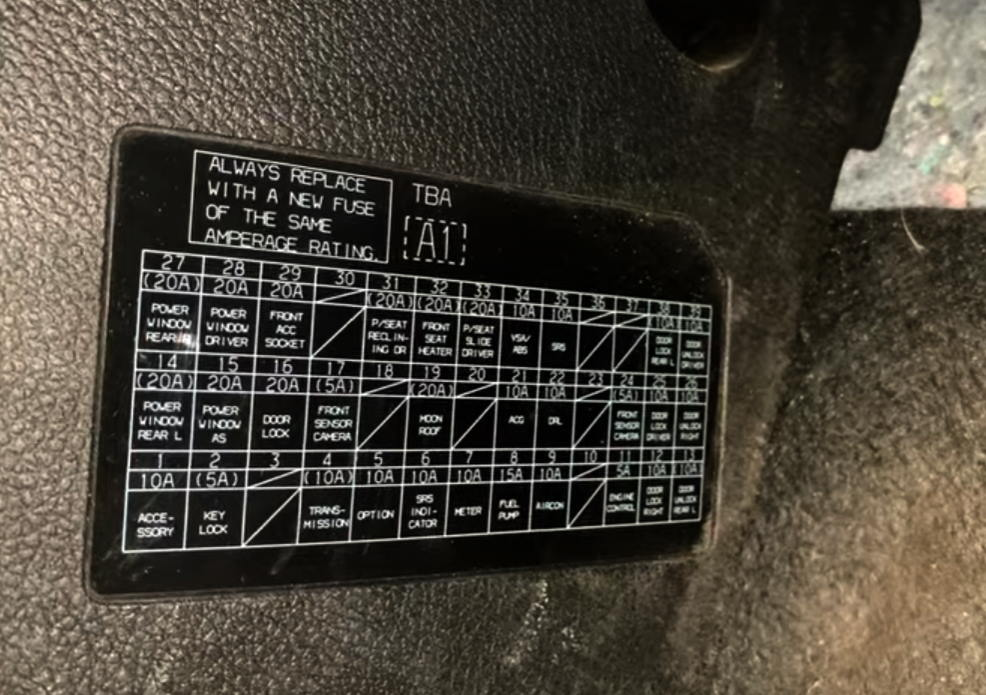 ALWAYS REPLACE
WITH A NEW FUSE
OF THE SAME
AMPERAGE RATING.
TBA
A1
27 28 29 30 31 32 33 34 35 36 37 38 39
(20A) 20A 20A (20A) (20A) (20A) 10A 10A (10A) (10A)
POWER WINDOW REAR R
POWER WINDOW DRIVER
FRONT ACC SOCKET
P/SEAT RECLIN- ING DR
FRONT SEAT HEATER
P/SEAT SLIDE DRIVER
VSA/ ABS
SRS
DOOR LOCK REAR L
DOOR UNLOCK DRIVER
14 15 16 17 18 19 20 21 22 23 24 25 26
(20A) 20A 20A (5A) (20A) 10A 10A (5A) 10A 10A
POWER WINDOW REAR L
POWER WINDOW AS
DOOR LOCK
FRONT SENSOR CAMERA
MOON ROOF
ACG
DRL
FRONT SENSOR CAMERA
DOOR LOCK DRIVER
DOOR UNLOCK RIGHT
1 2 3 4 5 6 7 8 9 10 11 12 13
10A (5A) (10A) 10A 10A 10A 15A 10A 5A 10A (10A)
ACCE- SSORY
KEY LOCK
TRANS- MISSION
OPTION
SRS INDI- CATOR
METER
FUEL PUMP
AIRCON
ENGINE CONTROL
DOOR LOCK RIGHT
DOOR UNLOCK REAR L